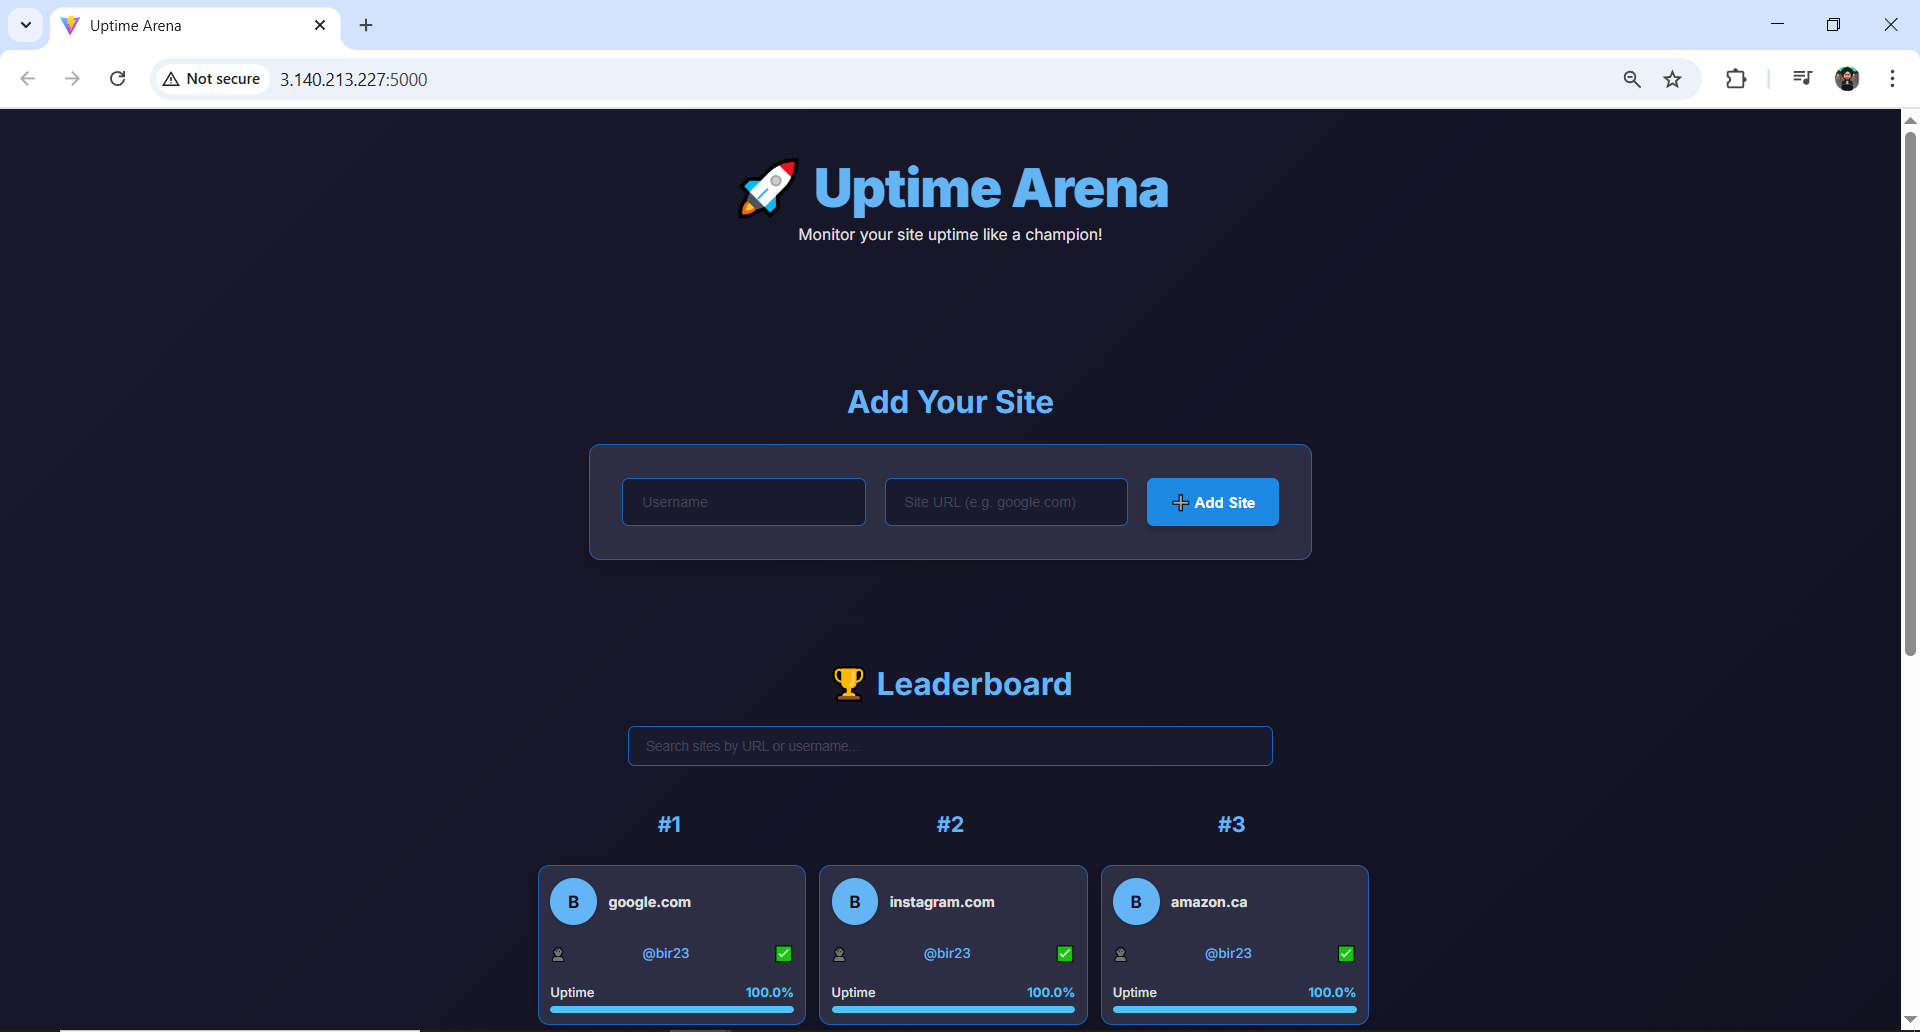 Uptime Arena
Not secure
3.140.213.227:5000
🚀 Uptime Arena
Monitor your site uptime like a champion!
Add Your Site
Username
Site URL (e.g. google.com)
➕ Add Site
🏆 Leaderboard
Search sites by URL or username...
#1
#2
#3
B google.com
B instagram.com
B amazon.ca
👤 @bir23 ✅
👤 @bir23 ✅
👤 @bir23 ✅
Uptime 100.0%
Uptime 100.0%
Uptime 100.0%